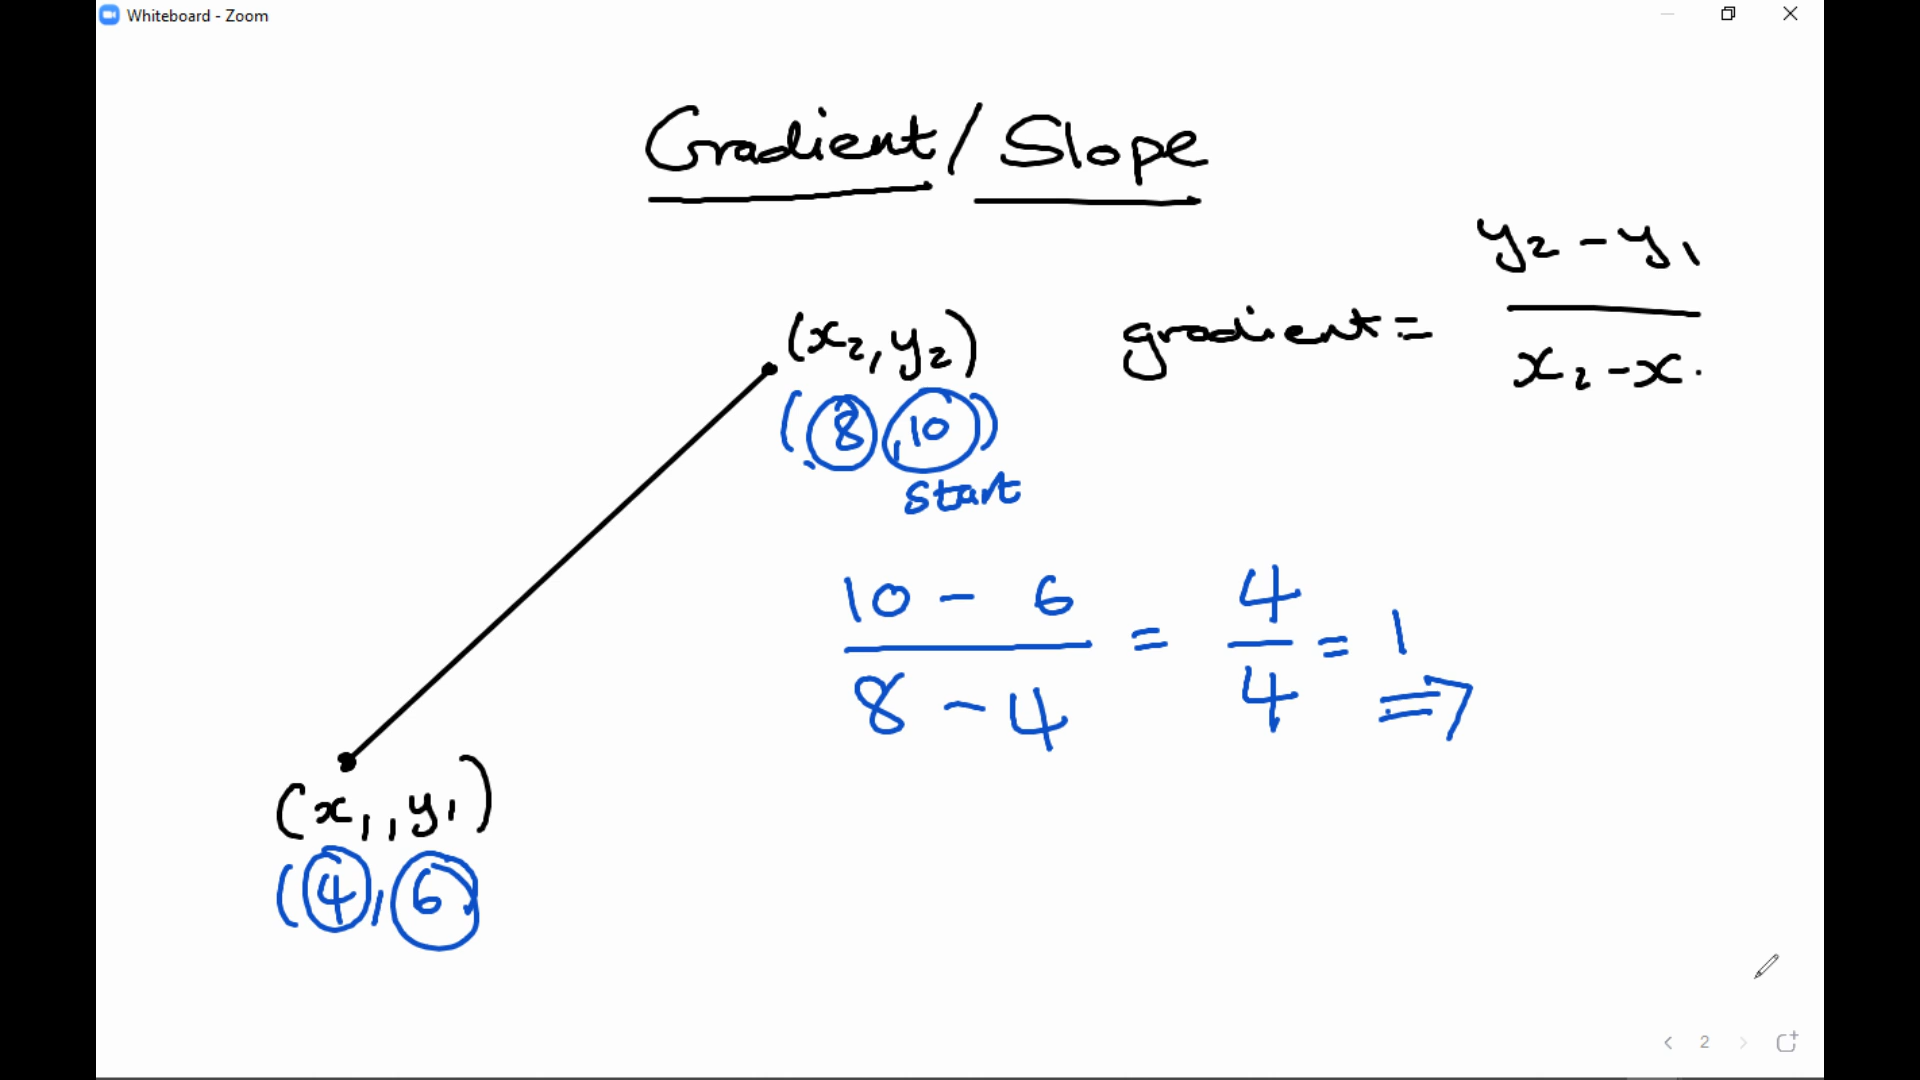 Whiteboard - Zoom
Gradient / Slope
(x₂, y₂)
(8, 10)
start
gradient = y₂ - y₁
x₂ - x.
10 - 6 = 4 = 1
8 - 4 4
(x₁, y₁)
(4, 6
2